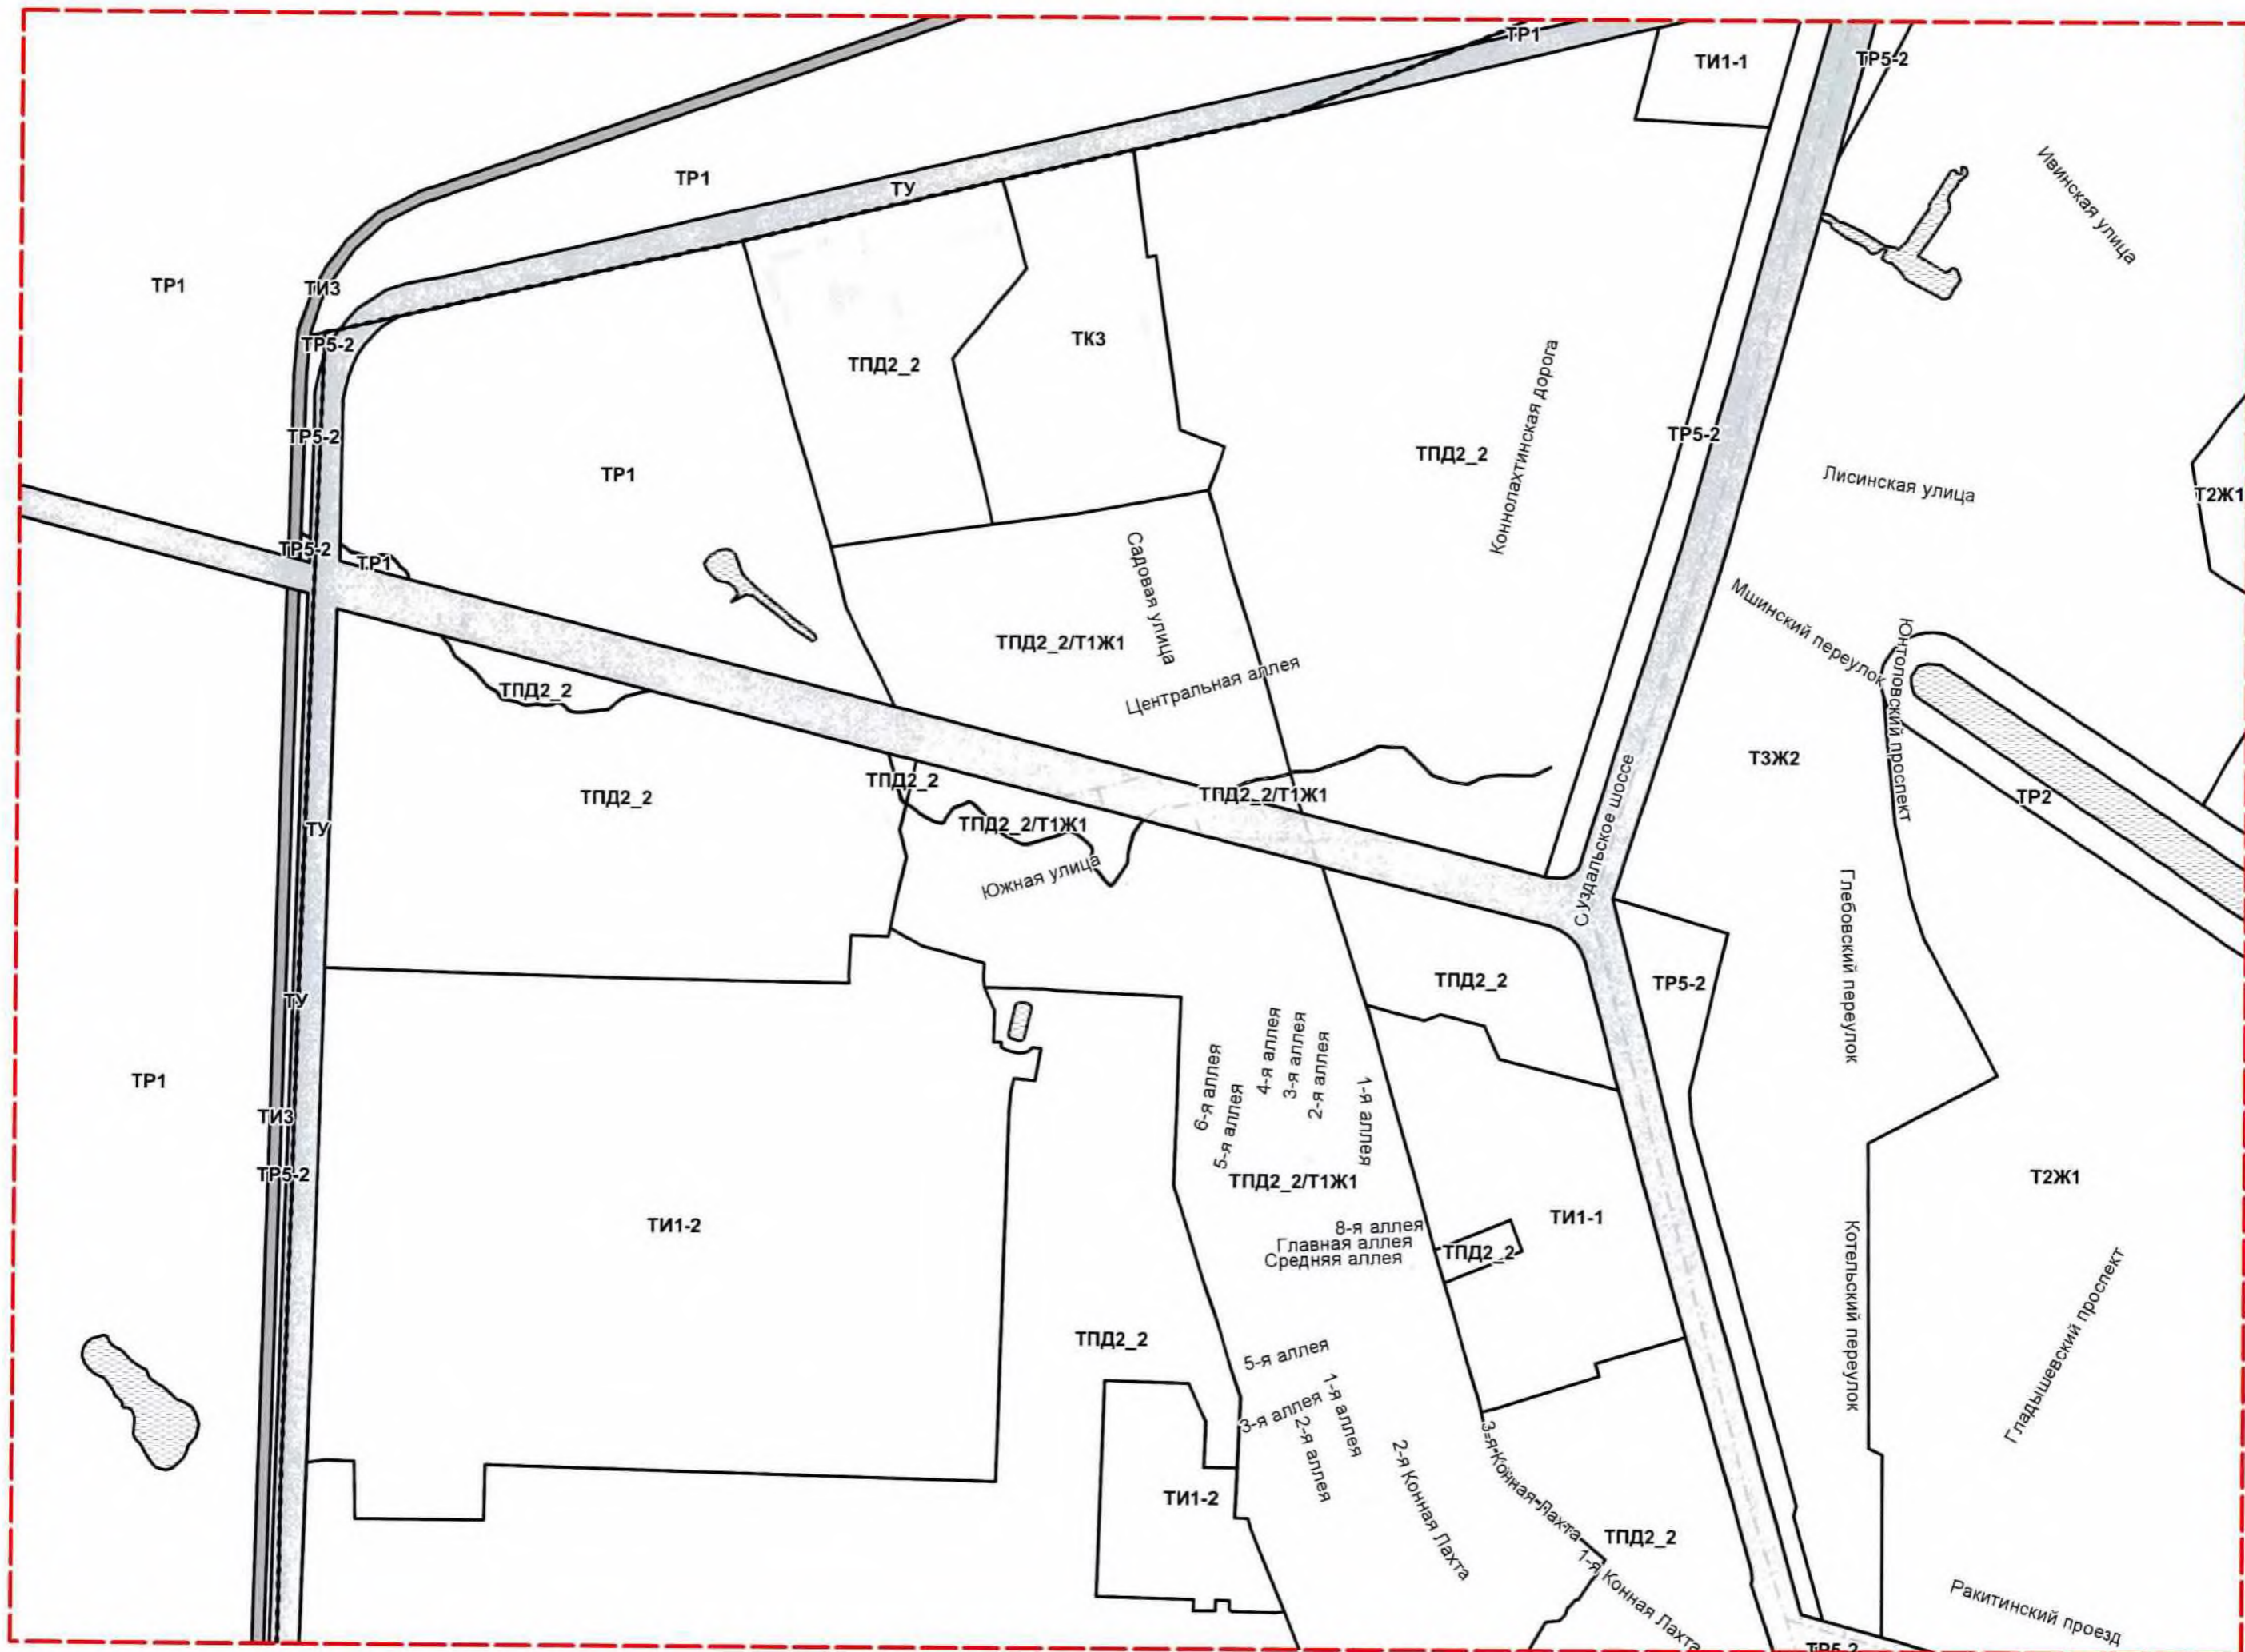 ТР1
ТИ1-1
ТР5-2
ТР1
ТУ
Ивинская улица
ТР1
ТИ3
ТР5-2
ТПД2_2
ТК3
ТР5-2
ТР1
ТПД2_2
Коннолахтинская дорога
ТР5-2
Лисинская улица
Т2Ж1
ТР5-2
ТР1
Садовая улица
ТПД2_2/Т1Ж1
Центральная аллея
Мшинский переулок
Юнтоловский проспект
ТПД2_2
ТПД2_2
ТПД2_2
ТПД2_2/Т1Ж1
ТПД2_2/Т1Ж1
Суздальское шоссе
Т3Ж2
ТР2
ТУ
Южная улица
Глебовский переулок
ТУ
ТПД2_2
ТР5-2
ТР1
ТИ3
ТР5-2
6-я аллея
5-я аллея
4-я аллея
3-я аллея
2-я аллея
1-я аллея
ТПД2_2/Т1Ж1
Т2Ж1
ТИ1-2
8-я аллея
Главная аллея
Средняя аллея
ТИ1-1
ТПД2_2
Котельский переулок
Гладышевский проспект
ТПД2_2
5-я аллея
3-я аллея
1-я аллея
2-я аллея
2-я Конная Лахта
3-я Конная Лахта
ТИ1-2
ТПД2_2
1-я Конная Лахта
Ракитинский проезд
ТР5-2